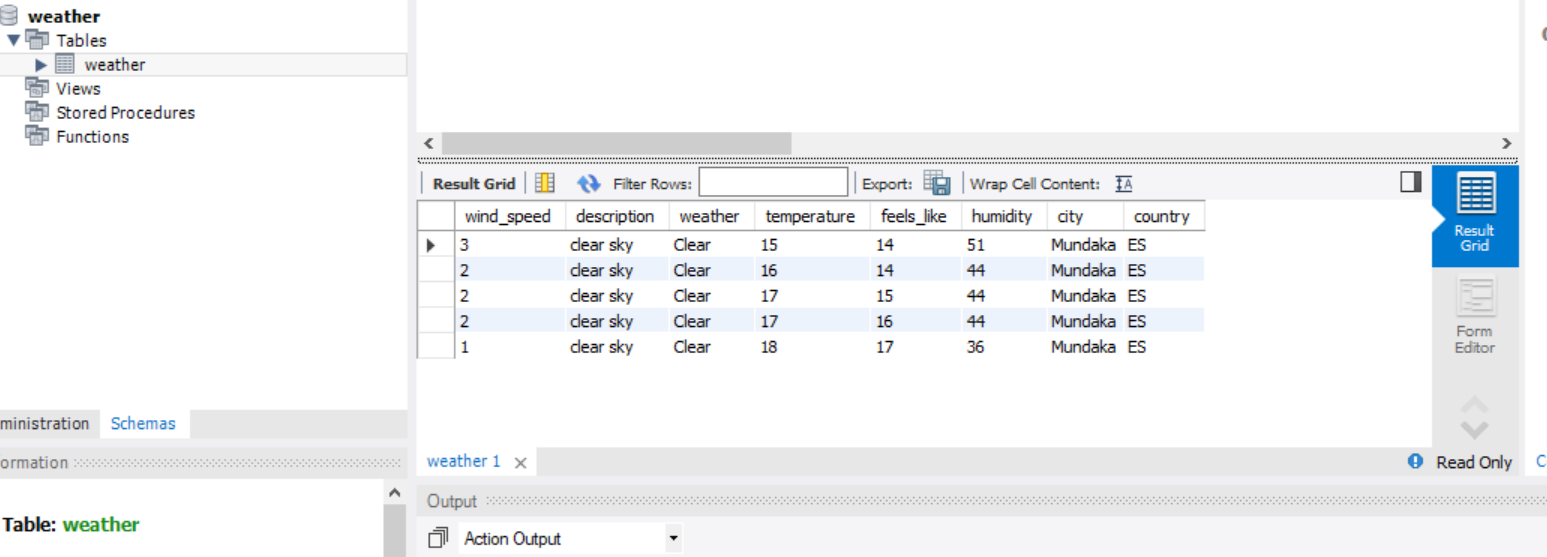 weather
Tables
weather
Views
Stored Procedures
Functions
ministration Schemas
ormation
Table: weather
Result Grid Filter Rows: Export: Wrap Cell Content: IA
wind_speed description weather temperature feels_like humidity city country
3 clear sky Clear 15 14 51 Mundaka ES
2 clear sky Clear 16 14 44 Mundaka ES
2 clear sky Clear 17 15 44 Mundaka ES
2 clear sky Clear 17 16 44 Mundaka ES
1 clear sky Clear 18 17 36 Mundaka ES
Result
Grid
Form
Editor
weather 1 Read Only
Output
Action Output